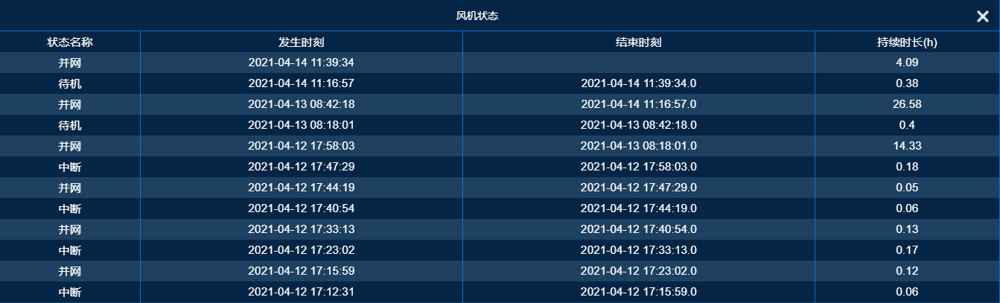 风机状态
状态名称 发生时刻 结束时刻 持续时长(h)
并网 2021-04-14 11:39:34 4.09
待机 2021-04-14 11:16:57 2021-04-14 11:39:34.0 0.38
并网 2021-04-13 08:42:18 2021-04-14 11:16:57.0 26.58
待机 2021-04-13 08:18:01 2021-04-13 08:42:18.0 0.4
并网 2021-04-12 17:58:03 2021-04-13 08:18:01.0 14.33
中断 2021-04-12 17:47:29 2021-04-12 17:58:03.0 0.18
并网 2021-04-12 17:44:19 2021-04-12 17:47:29.0 0.05
中断 2021-04-12 17:40:54 2021-04-12 17:44:19.0 0.06
并网 2021-04-12 17:33:13 2021-04-12 17:40:54.0 0.13
中断 2021-04-12 17:23:02 2021-04-12 17:33:13.0 0.17
并网 2021-04-12 17:15:59 2021-04-12 17:23:02.0 0.12
中断 2021-04-12 17:12:31 2021-04-12 17:15:59.0 0.06